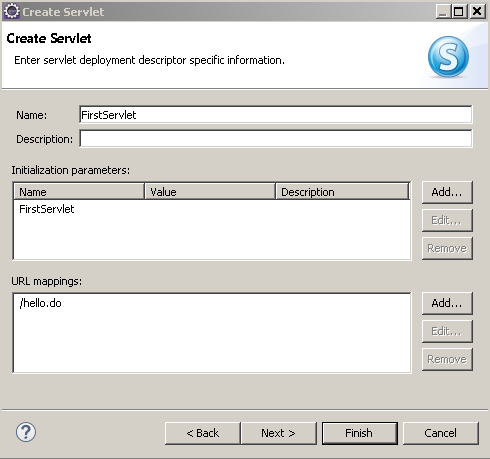 Create Servlet
Create Servlet
Enter servlet deployment descriptor specific information.
Name: FirstServlet
Description:
Initialization parameters:
Name Value Description Add...
FirstServlet
Edit...
Remove
URL mappings:
/hello.do Add...
Edit...
Remove
? < Back Next > Finish Cancel